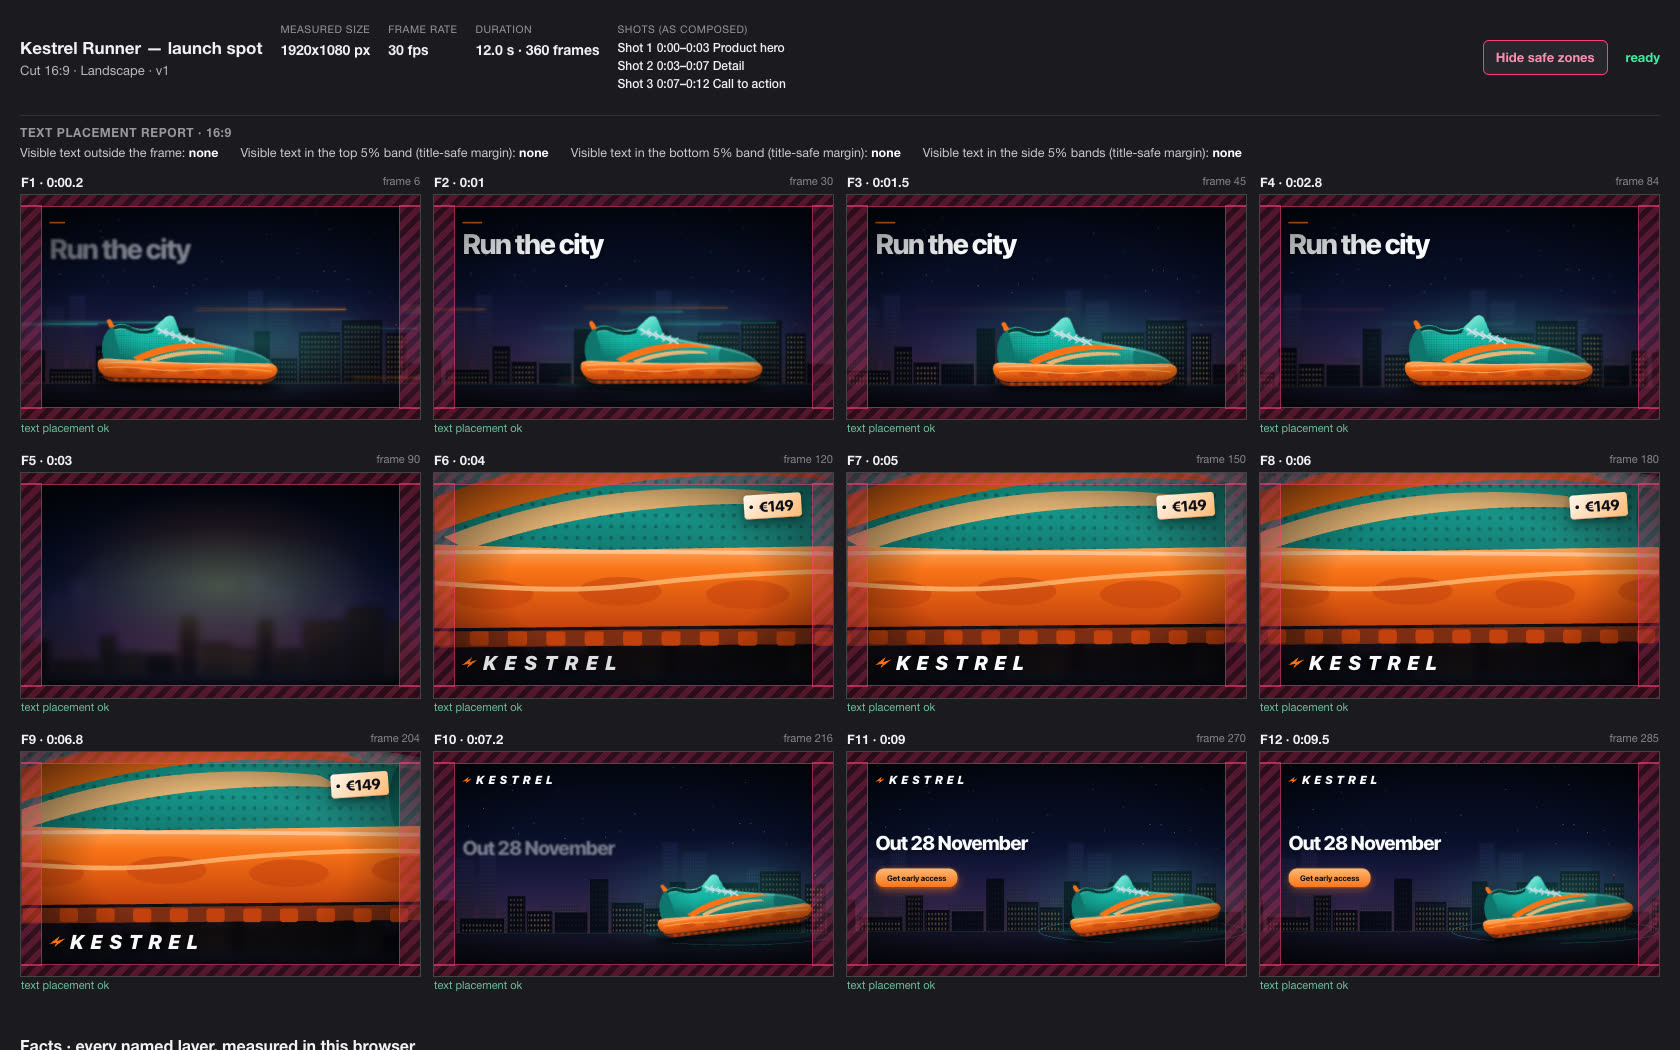 Kestrel Runner — launch spot
Cut 16:9 · Landscape · v1
MEASURED SIZE
1920x1080 px
FRAME RATE
30 fps
DURATION
12.0 s · 360 frames
SHOTS (AS COMPOSED)
Shot 1 0:00–0:03 Product hero
Shot 2 0:03–0:07 Detail
Shot 3 0:07–0:12 Call to action
Hide safe zones
ready
TEXT PLACEMENT REPORT · 16:9
Visible text outside the frame: none
Visible text in the top 5% band (title-safe margin): none
Visible text in the bottom 5% band (title-safe margin): none
Visible text in the side 5% bands (title-safe margin): none
F1 · 0:00.2
frame 6
Run the city
text placement ok
F2 · 0:01
frame 30
Run the city
text placement ok
F3 · 0:01.5
frame 45
Run the city
text placement ok
F4 · 0:02.8
frame 84
Run the city
text placement ok
F5 · 0:03
frame 90
text placement ok
F6 · 0:04
frame 120
• €149
KESTREL
text placement ok
F7 · 0:05
frame 150
• €149
KESTREL
text placement ok
F8 · 0:06
frame 180
• €149
KESTREL
text placement ok
F9 · 0:06.8
frame 204
• €149
KESTREL
text placement ok
F10 · 0:07.2
frame 216
KESTREL
Out 28 November
text placement ok
F11 · 0:09
frame 270
KESTREL
Out 28 November
Get early access
text placement ok
F12 · 0:09.5
frame 285
KESTREL
Out 28 November
Get early access
text placement ok
Facts · every named layer, measured in this browser